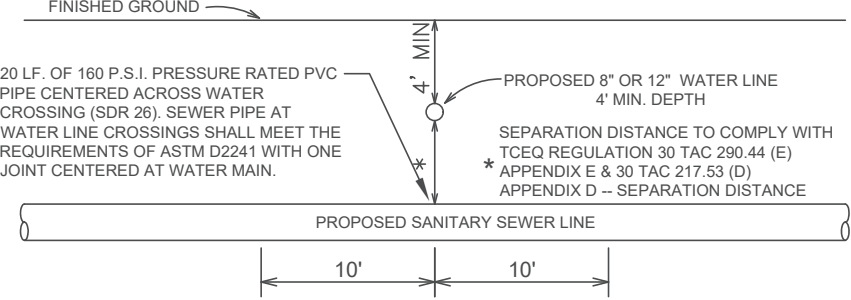 FINISHED GROUND
4' MIN
20 LF. OF 160 P.S.I. PRESSURE RATED PVC
PIPE CENTERED ACROSS WATER
CROSSING (SDR 26). SEWER PIPE AT
WATER LINE CROSSINGS SHALL MEET THE
REQUIREMENTS OF ASTM D2241 WITH ONE
JOINT CENTERED AT WATER MAIN.
PROPOSED 8" OR 12" WATER LINE
4' MIN. DEPTH
*
SEPARATION DISTANCE TO COMPLY WITH
* TCEQ REGULATION 30 TAC 290.44 (E)
APPENDIX E & 30 TAC 217.53 (D)
APPENDIX D -- SEPARATION DISTANCE
PROPOSED SANITARY SEWER LINE
10'
10'